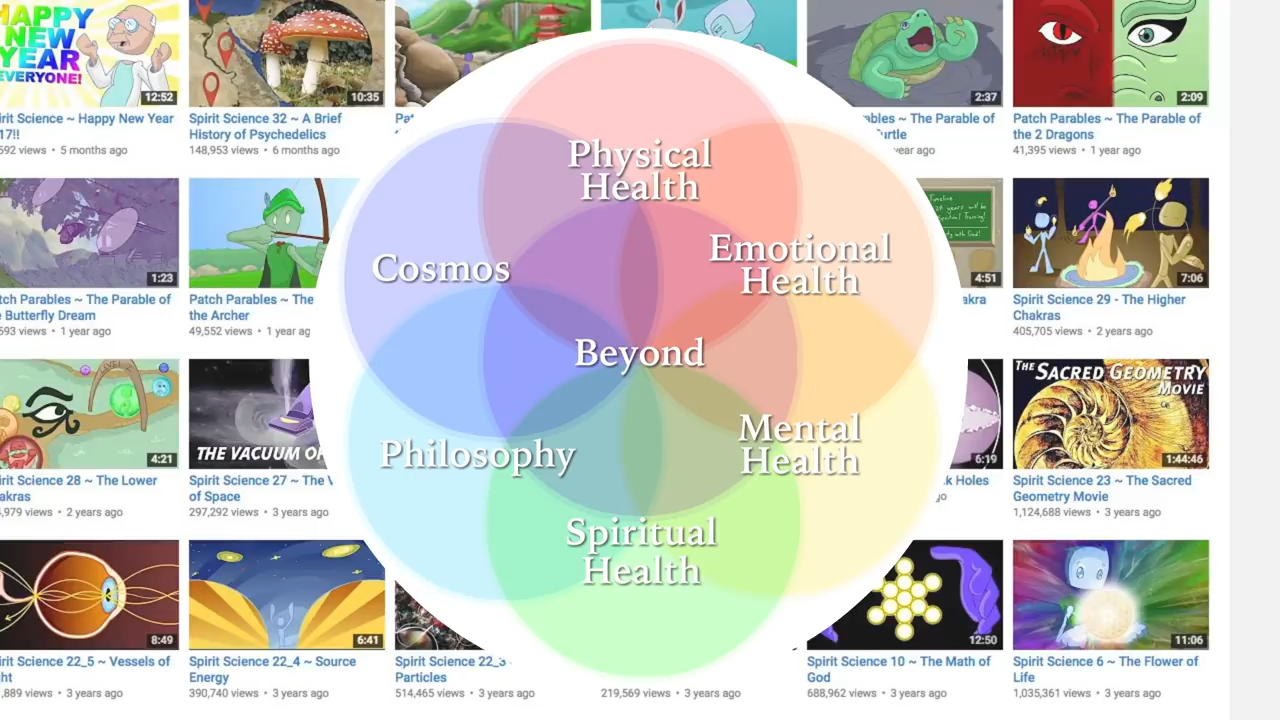 HAPPY
NEW
YEAR
EVERYONE!
12:52
10:35
2:37
2:09
Spirit Science 32 ~ A Brief
History of Psychedelics
Patch Parables ~ The Parable of
the 2 Dragons
Science ~ Happy New Year
views • 5 months ago
148,953 views • 6 months ago
41,395 views • 1 year ago
~ The Parable of
Physical
Health
Emotional
Health
Cosmos
Beyond
Philosophy
Mental
Health
Spiritual
Health
1:23
4:51
7:06
Parables ~ The Parable of
Butterfly Dream
views • 1 year ago
Patch Parables ~ The
the Archer
49,552 views • 1 year
Spirit Science 29 - The Higher
Chakras
405,705 views • 2 years ago
4:21
THE VACUUM
6:19
THE SACRED GEOMETRY
MOVIE
1:44:46
Science 28 ~ The Lower
views • 2 years ago
Spirit Science 27 ~ The
of Space
297,292 views • 3 years ago
Holes
Spirit Science 23 ~ The Sacred
Geometry Movie
1,124,688 views • 3 years ago
8:49
6:41
12:50
11:06
Science 22_5 ~ Vessels of
views • 3 years ago
Spirit Science 22_4 ~ Source
Energy
390,740 views • 3 years ago
Spirit Science
Particles
514,465 views • 3 years ago
219,569 views • 3 years ago
Spirit Science 10 ~ The Math of
God
688,962 views • 3 years ago
Spirit Science 6 ~ The Flower of
Life
1,035,361 views • 3 years ago